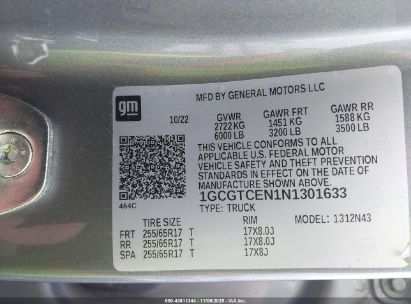 gm
MFD BY GENERAL MOTORS LLC
10/22 GVWR GAWR FRT GAWR RR
2722 KG 1451 KG 1588 KG
6000 LB 3200 LB 3500 LB
THIS VEHICLE CONFORMS TO ALL
APPLICABLE U.S. FEDERAL MOTOR
VEHICLE SAFETY AND THEFT PREVENTION
STANDARDS IN EFFECT ON THE DATE OF
MANUFACTURE SHOWN ABOVE.
464C 1GCGTCEN1N1301633
TYPE: TRUCK
TIRE SIZE RIM MODEL: 1312N43
FRT 255/65R17 T 17X8.0J
RR 255/65R17 T 17X8.0J
SPA 255/65R17 T 17X8J